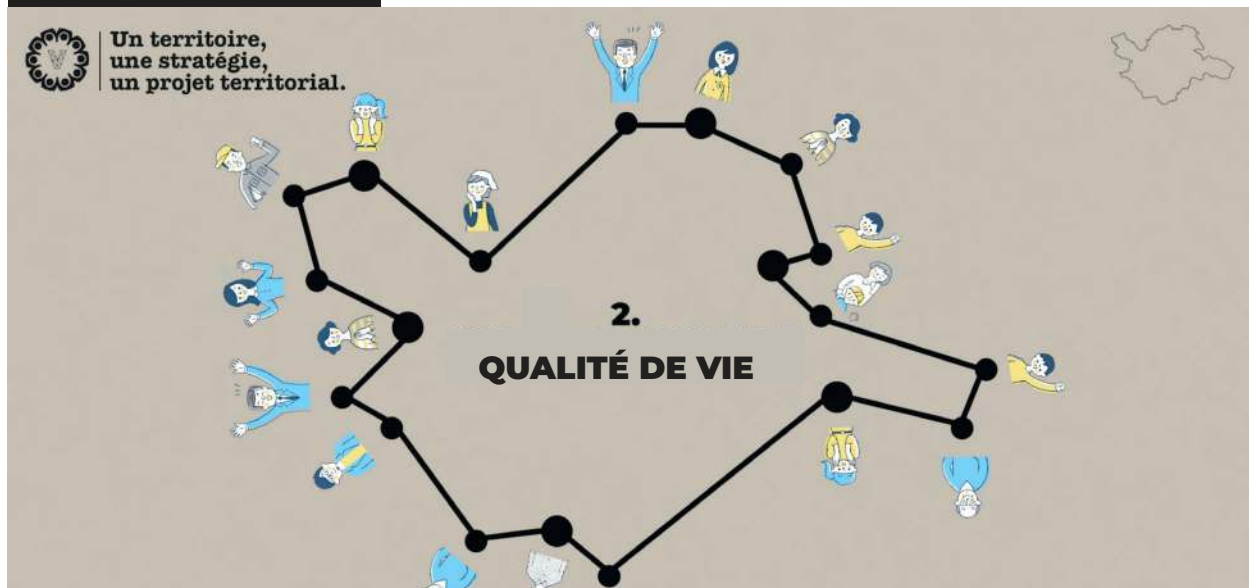 V
Un territoire,
une stratégie,
un projet territorial.
2.
QUALITÉ DE VIE